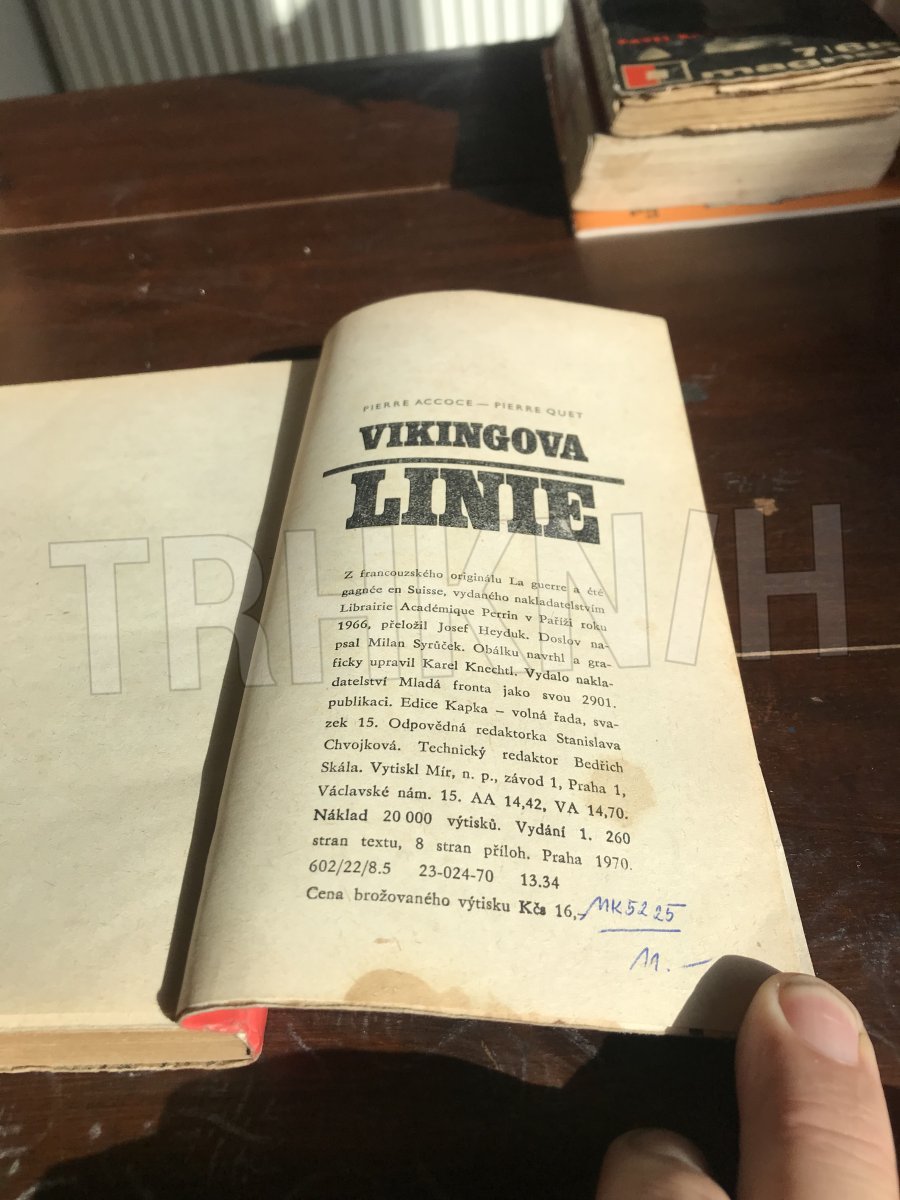 7/66
magnet
PIERRE ACCOCE — PIERRE QUET
VIKINGOVA
LINIE
TRHKNIH
Z francouzského originálu La guerre a été
gagnée en Suisse, vydaného nakladatelstvím
Librairie Académique Perrin v Paříži roku
1966, přeložil Josef Heyduk. Doslov na-
psal Milan Syrůček. Obálku navrhl a gra-
ficky upravil Karel Knechtl. Vydalo nakla-
datelství Mladá fronta jako svou 2901.
publikaci. Edice Kapka – volná řada, sva-
zek 15. Odpovědná redaktorka Stanislava
Chvojková. Technický redaktor Bedřich
Skála. Vytiskl Mír, n. p., závod 1, Praha 1,
Václavské nám. 15. AA 14,42, VA 14,70.
Náklad 20 000 výtisků. Vydání 1. 260
stran textu, 8 stran příloh. Praha 1970.
602/22/8.5 23-024-70 13.34
Cena brožovaného výtisku Kčs 16,- MK5225
11.—